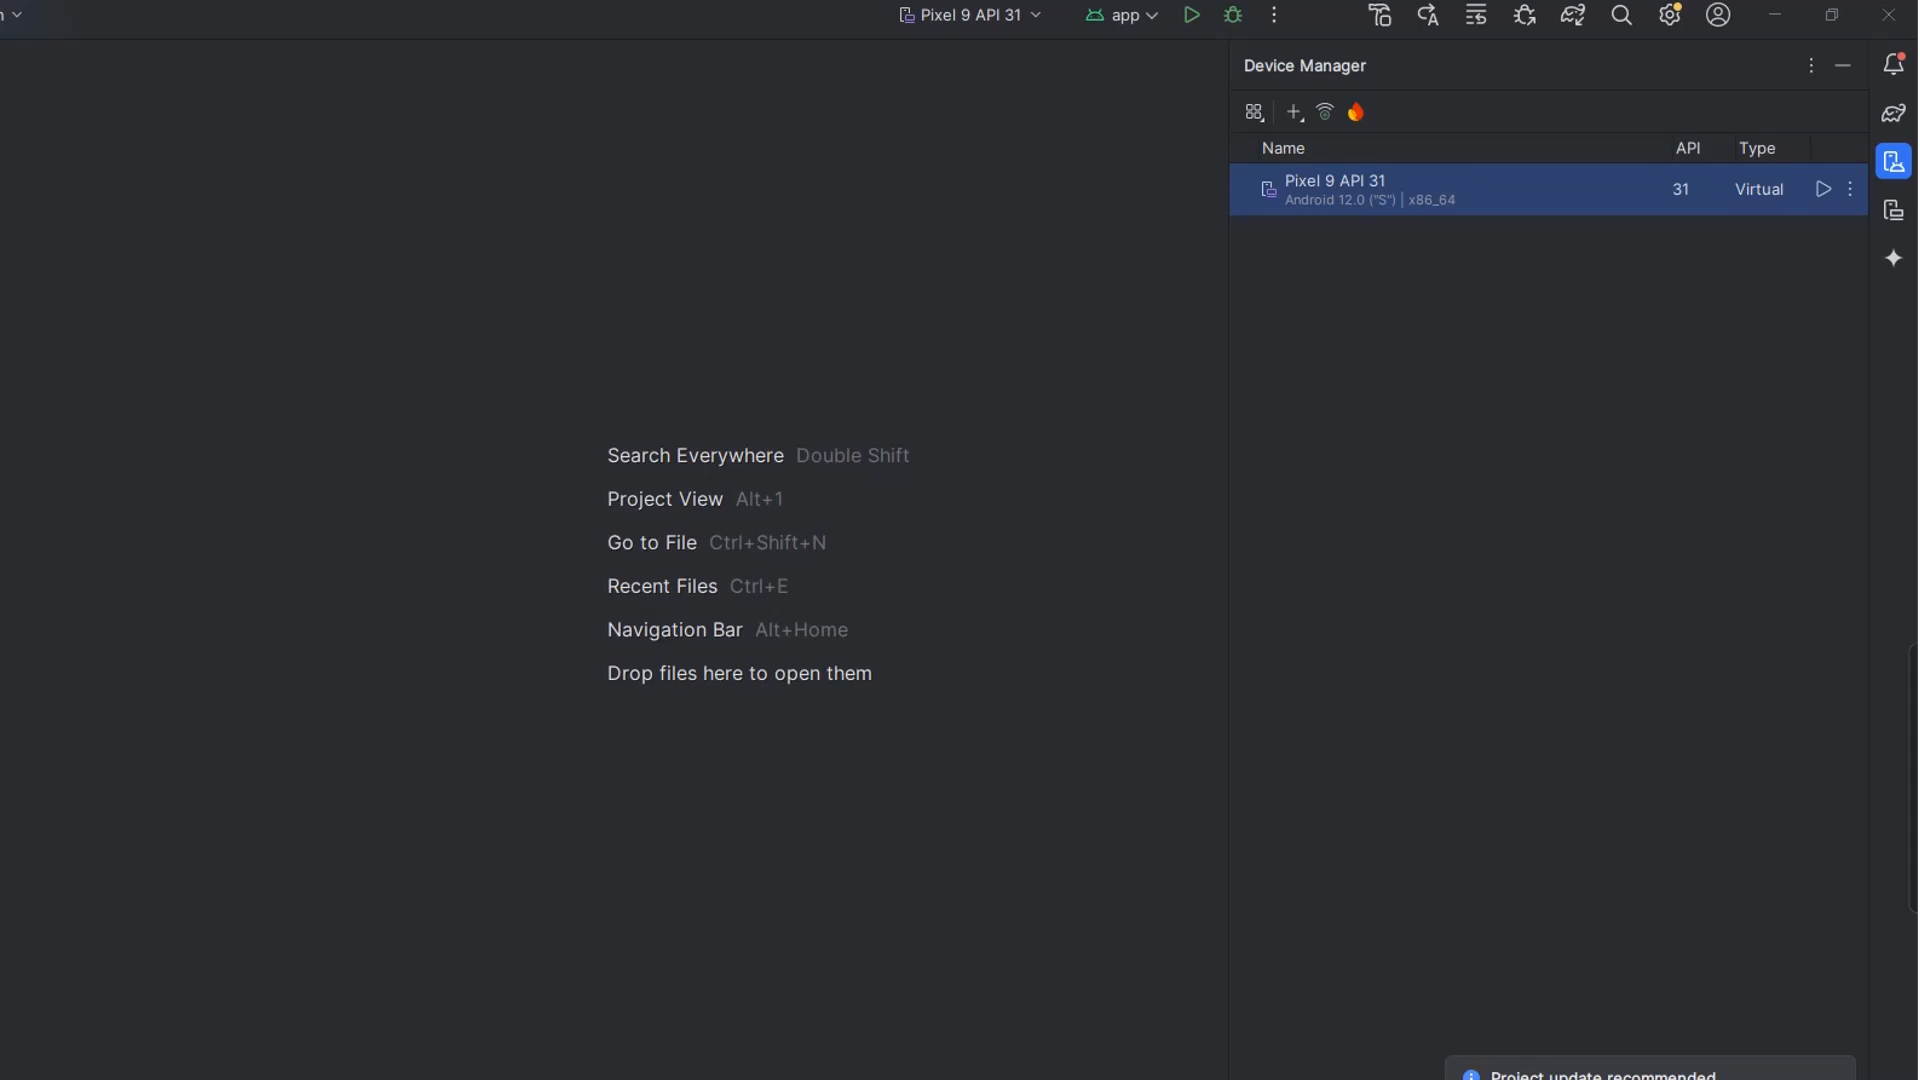 Pixel 9 API 31 app
Device Manager
Name API Type
Pixel 9 API 31 31 Virtual
Android 12.0 ("S") | x86_64
Search Everywhere Double Shift
Project View Alt+1
Go to File Ctrl+Shift+N
Recent Files Ctrl+E
Navigation Bar Alt+Home
Drop files here to open them
Project update recommended